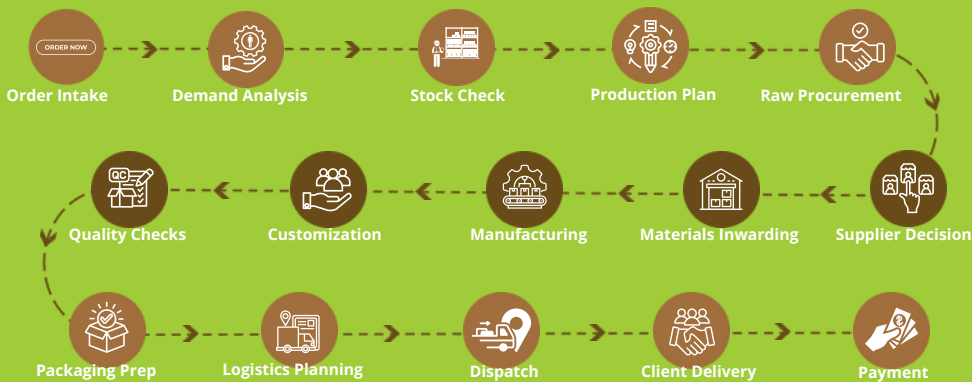 ORDER NOW
Order Intake
Demand Analysis
Stock Check
Production Plan
Raw Procurement
QC
Quality Checks
Customization
Manufacturing
Materials Inwarding
Supplier Decision
Packaging Prep
Logistics Planning
Dispatch
Client Delivery
Payment